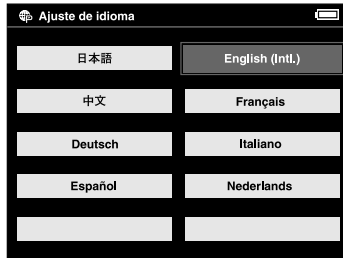 Ajuste de idioma
日本語
English (Intl.)
中文
Français
Deutsch
Italiano
Español
Nederlands